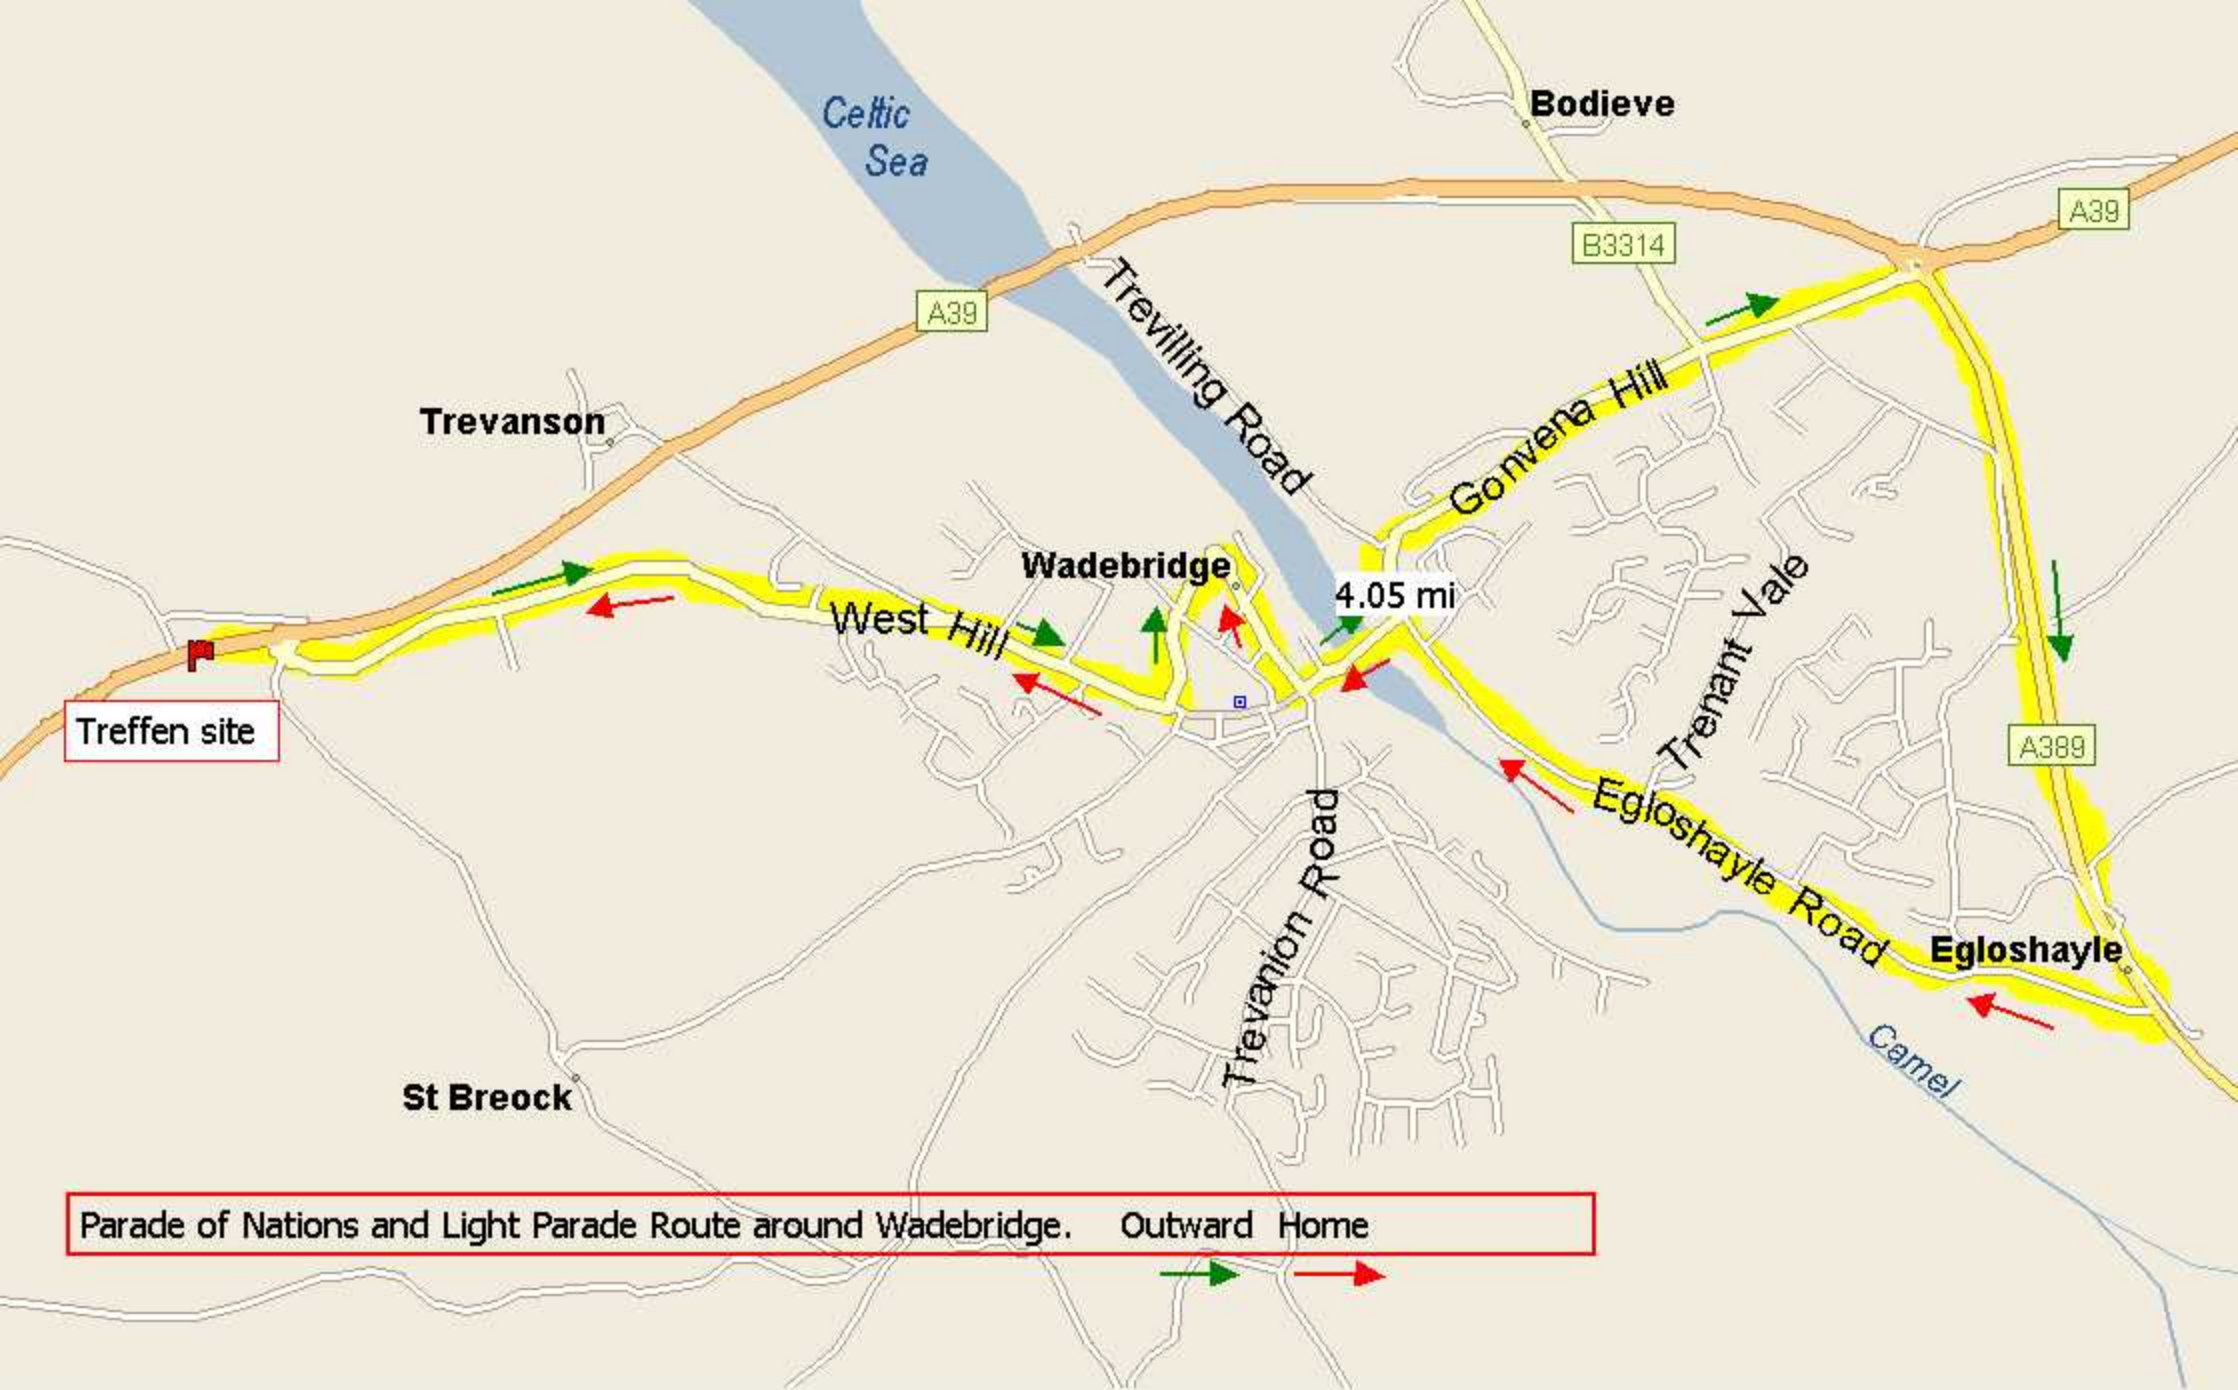 Celtic
Sea
Bodieve
A39
B3314
A39
Trevilling Road
Trevanson
Gonvena Hill
Wadebridge
4.05 mi
West Hill
Trenant Vale
Treffen site
A389
Egloshayle Road
Trevanion Road
Egloshayle
Camel
St Breock
Parade of Nations and Light Parade Route around Wadebridge. Outward Home